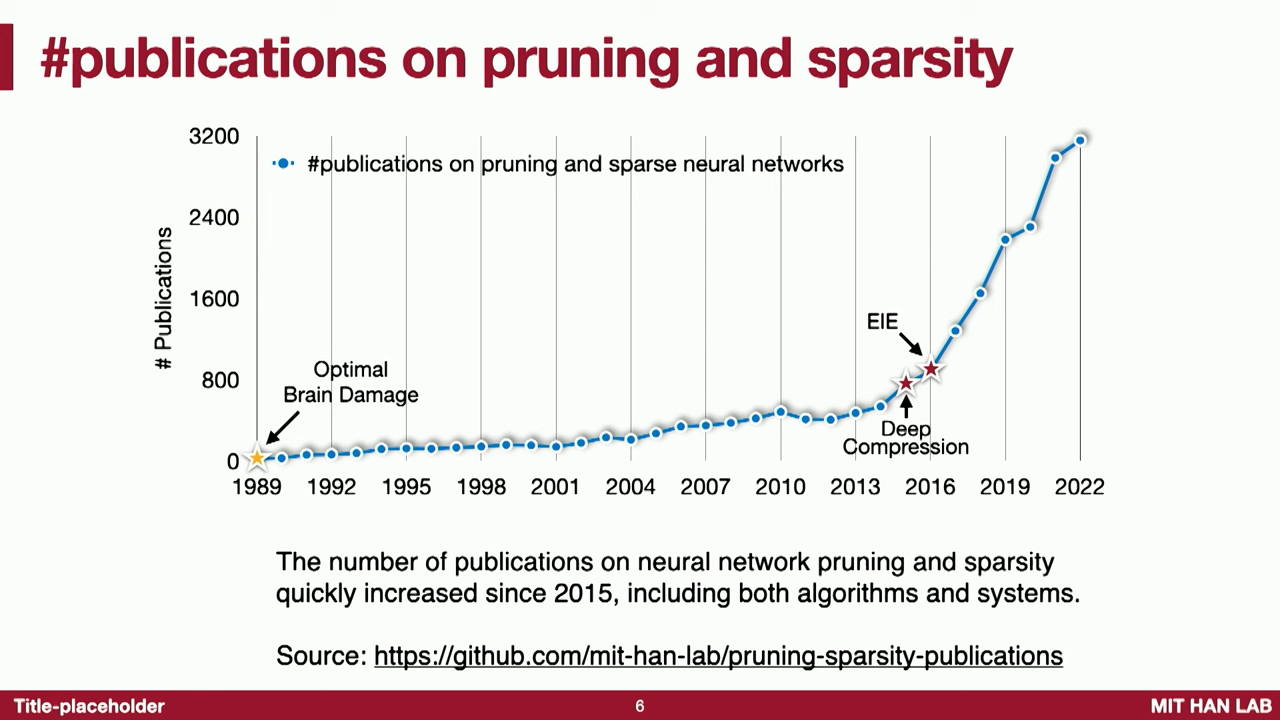 #publications on pruning and sparsity
3200
#publications on pruning and sparse neural networks
2400
1600
800
0
# Publications
EIE
Optimal
Brain Damage
Deep
Compression
1989 1992 1995 1998 2001 2004 2007 2010 2013 2016 2019 2022
The number of publications on neural network pruning and sparsity
quickly increased since 2015, including both algorithms and systems.
Source: https://github.com/mit-han-lab/pruning-sparsity-publications
Title-placeholder 6 MIT HAN LAB